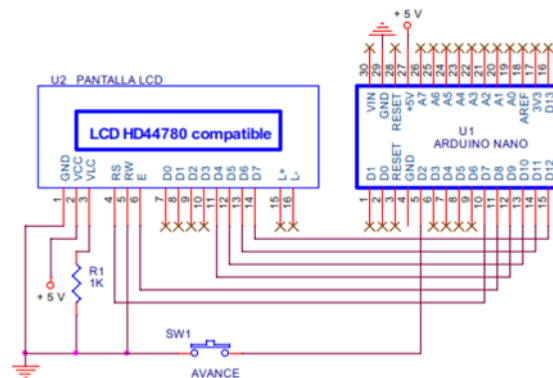 + 5 V
30 29 28 27 26 25 24 23 22 21 20 19 18 17 16
VIN GND RESET +5V A7 A6 A5 A4 A3 A2 A1 A0 AREF 3V3 D13
U1
ARDUINO NANO
D1 D0 RESET GND D2 D3 D4 D5 D6 D7 D8 D9 D10 D11 D12
1 2 3 4 5 6 7 8 9 10 11 12 13 14 15
U2 PANTALLA LCD
LCD HD44780 compatible
GND VCC VLC RS RW E D0 D1 D2 D3 D4 D5 D6 D7 L+ L-
1 2 3 4 5 6 7 8 9 10 11 12 13 14 15 16
R1
1K
+ 5 V
SW1
AVANCE